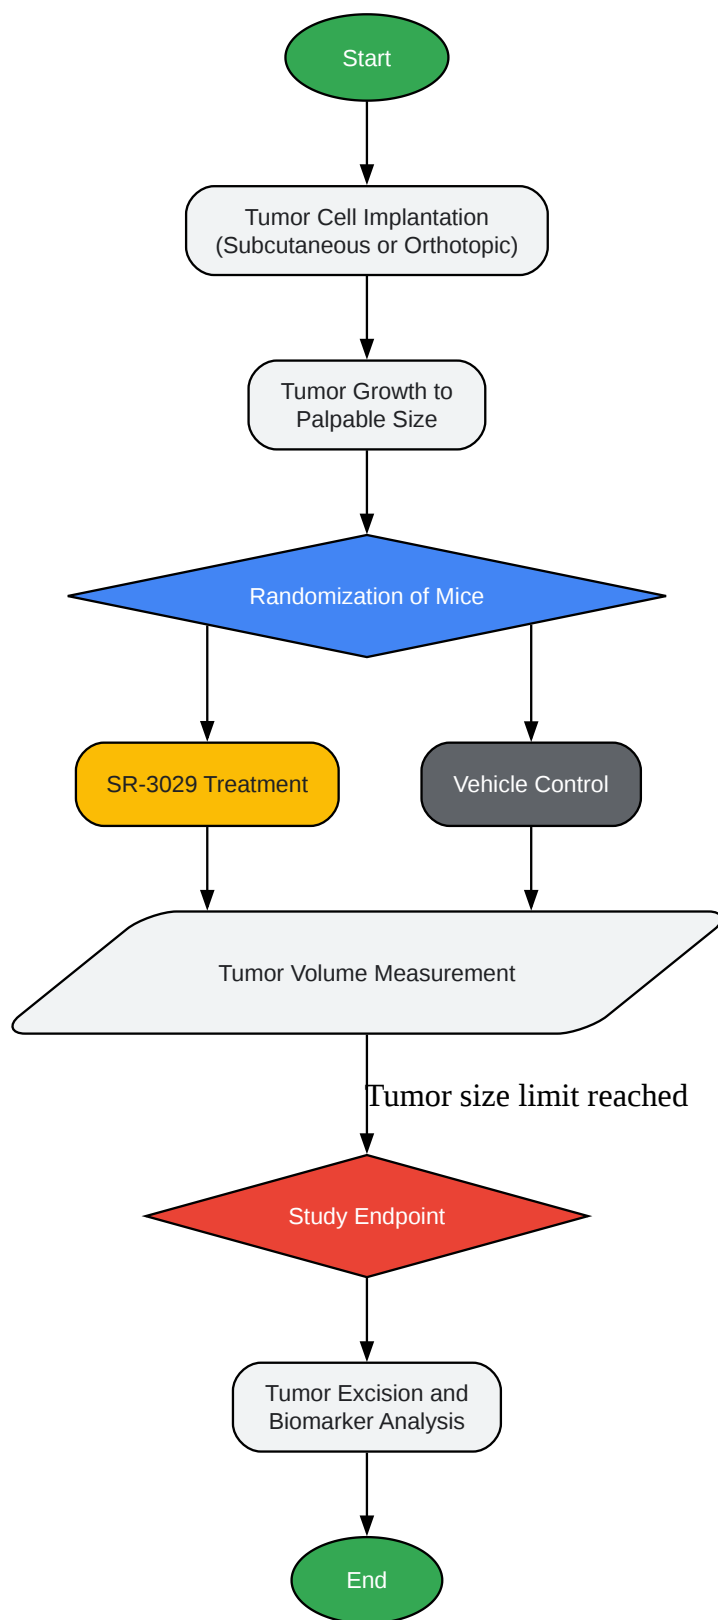 Start
Tumor Cell Implantation
(Subcutaneous or Orthotopic)
Tumor Growth to
Palpable Size
Randomization of Mice
SR-3029 Treatment
Vehicle Control
Tumor Volume Measurement
Tumor size limit reached
Study Endpoint
Tumor Excision and
Biomarker Analysis
End